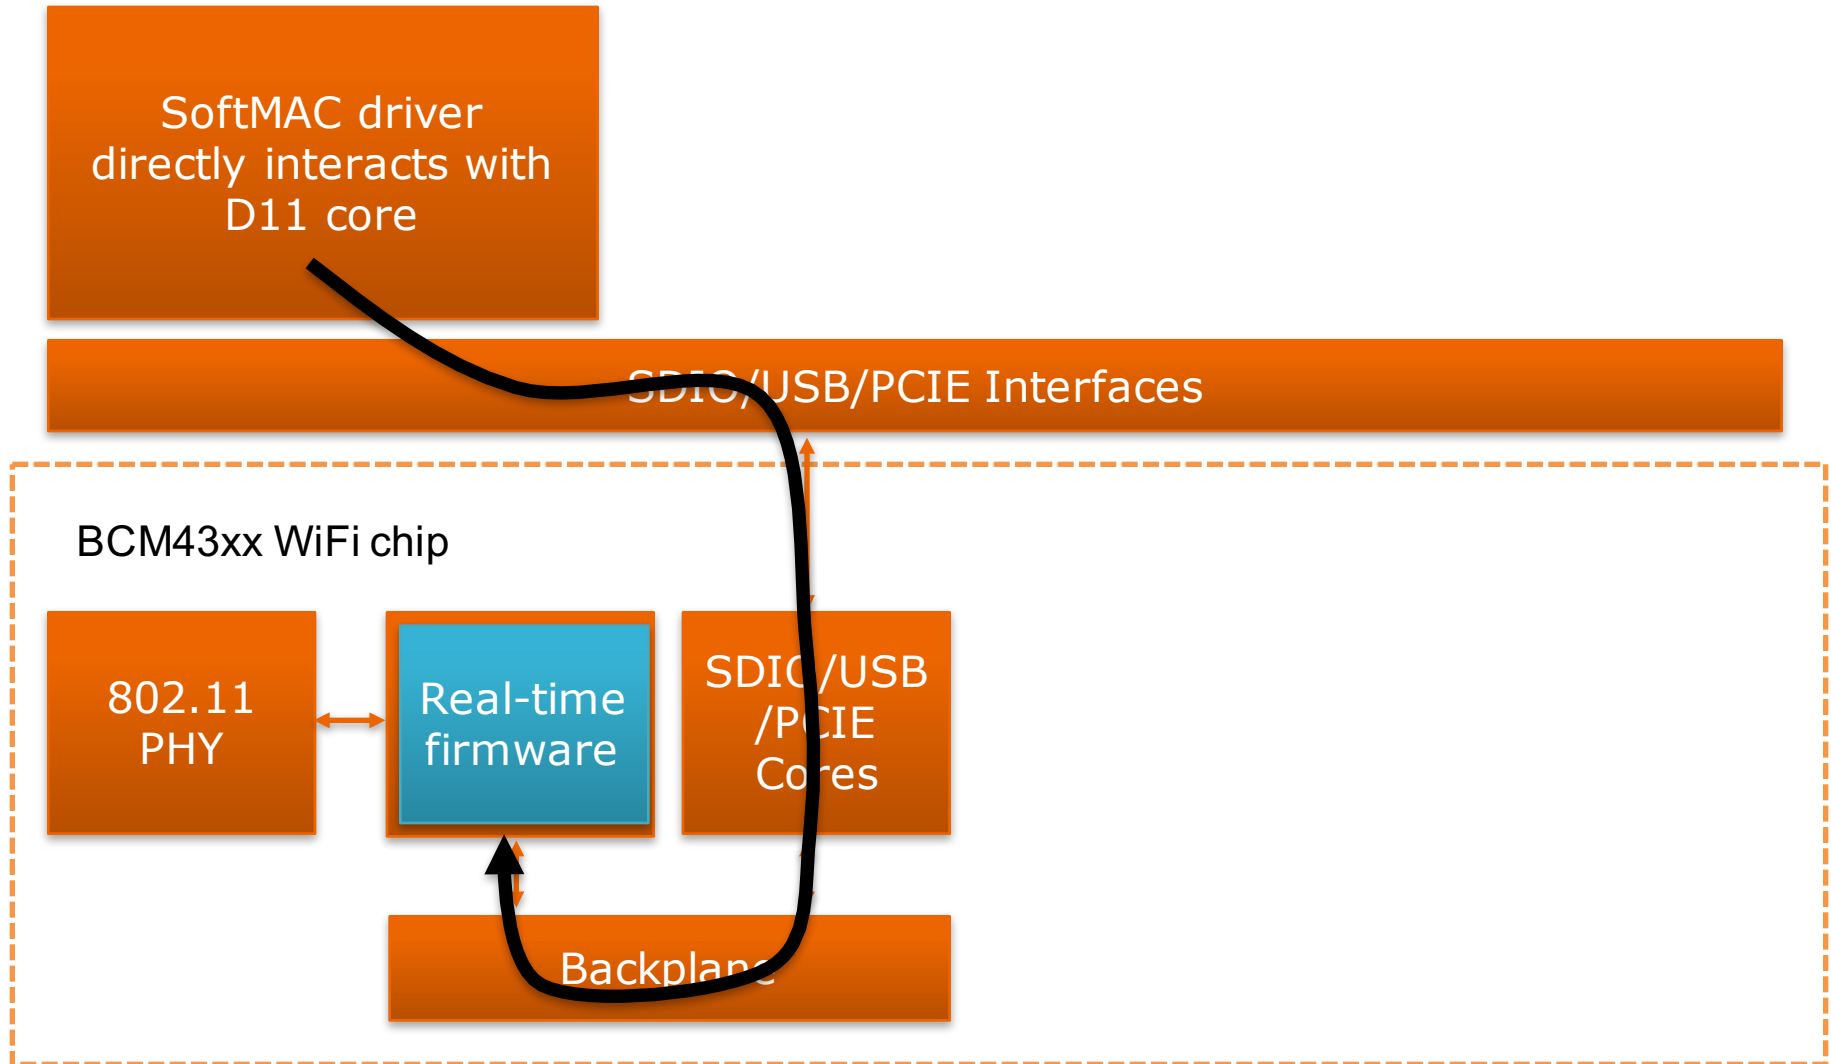 SoftMAC driver
directly interacts with
D11 core
SDIO/USB/PCIE Interfaces
BCM43xx WiFi chip
802.11
PHY
Real-time
firmware
SDIO/USB
/PCIE
Cores
Backplane